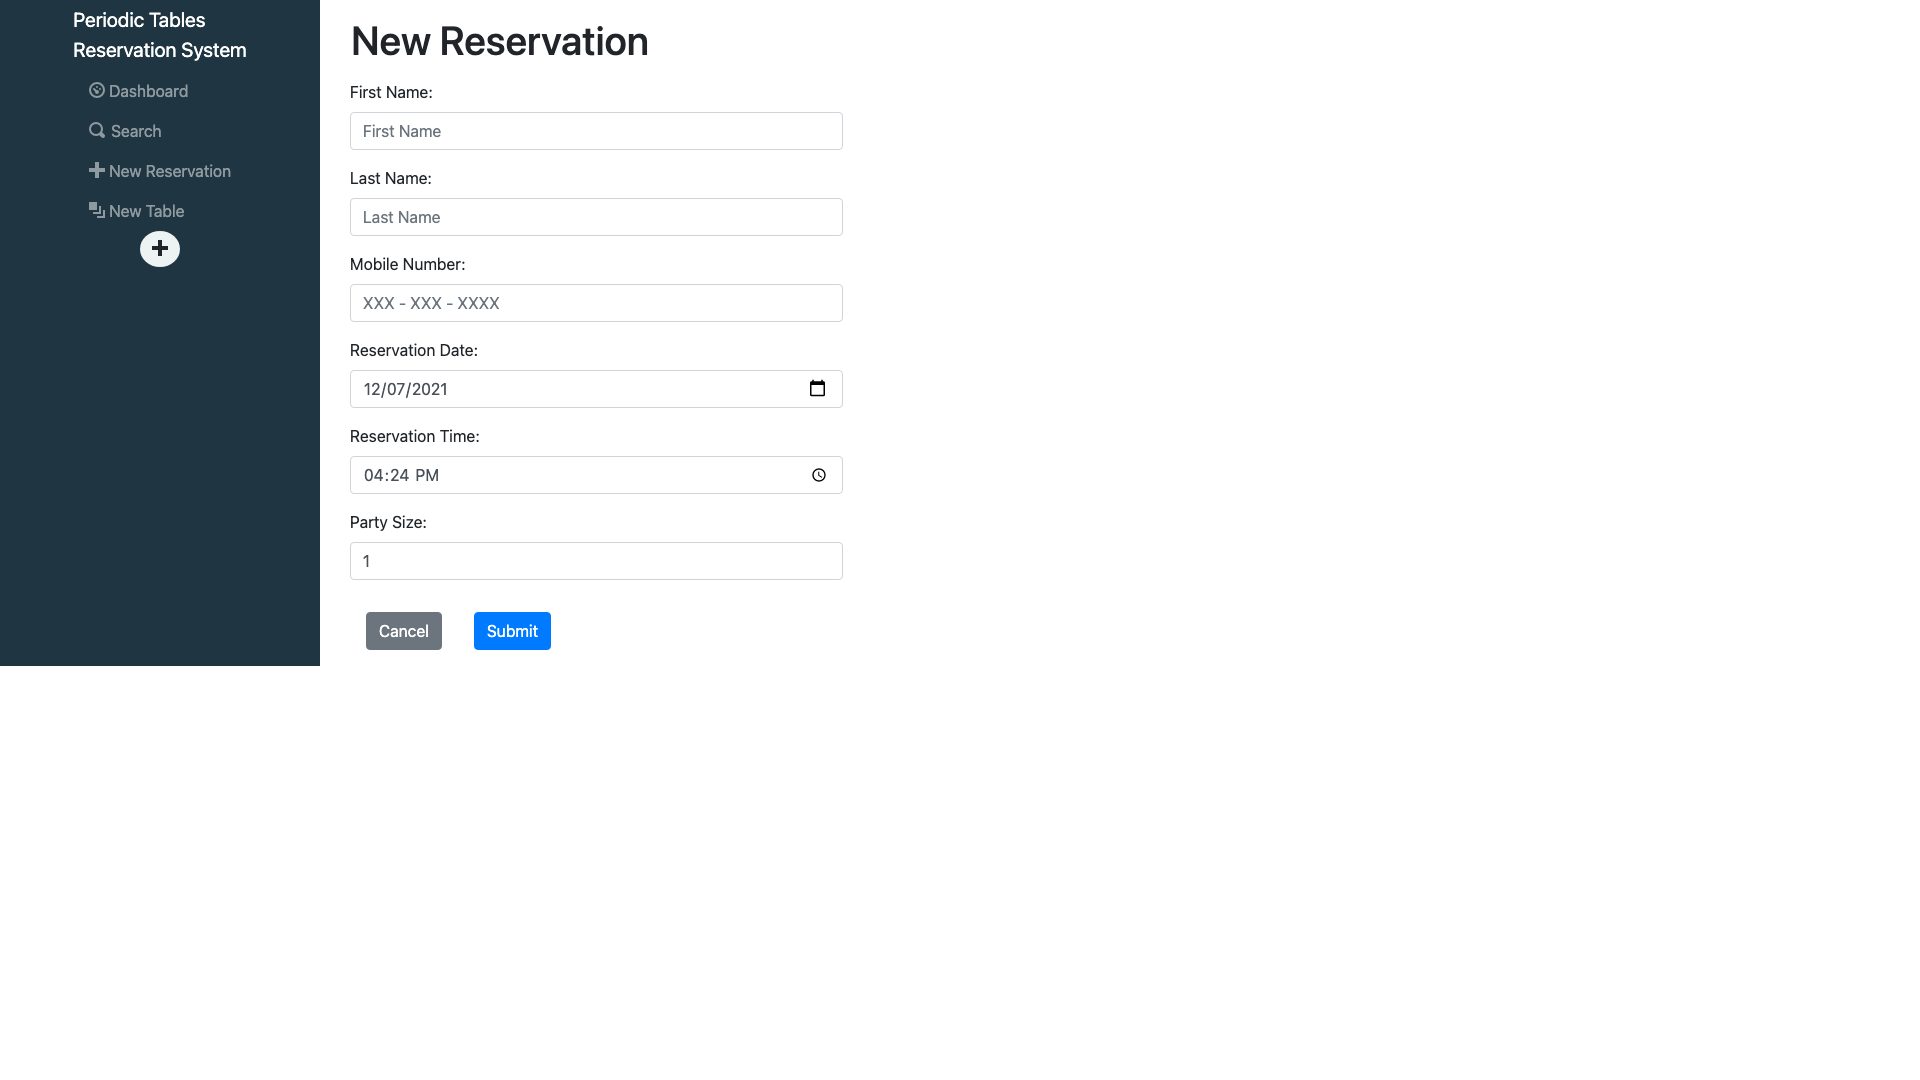 Periodic Tables
Reservation System
Dashboard
Search
New Reservation
New Table
New Reservation
First Name:
First Name
Last Name:
Last Name
Mobile Number:
XXX - XXX - XXXX
Reservation Date:
12/07/2021
Reservation Time:
04:24 PM
Party Size:
1
Cancel
Submit